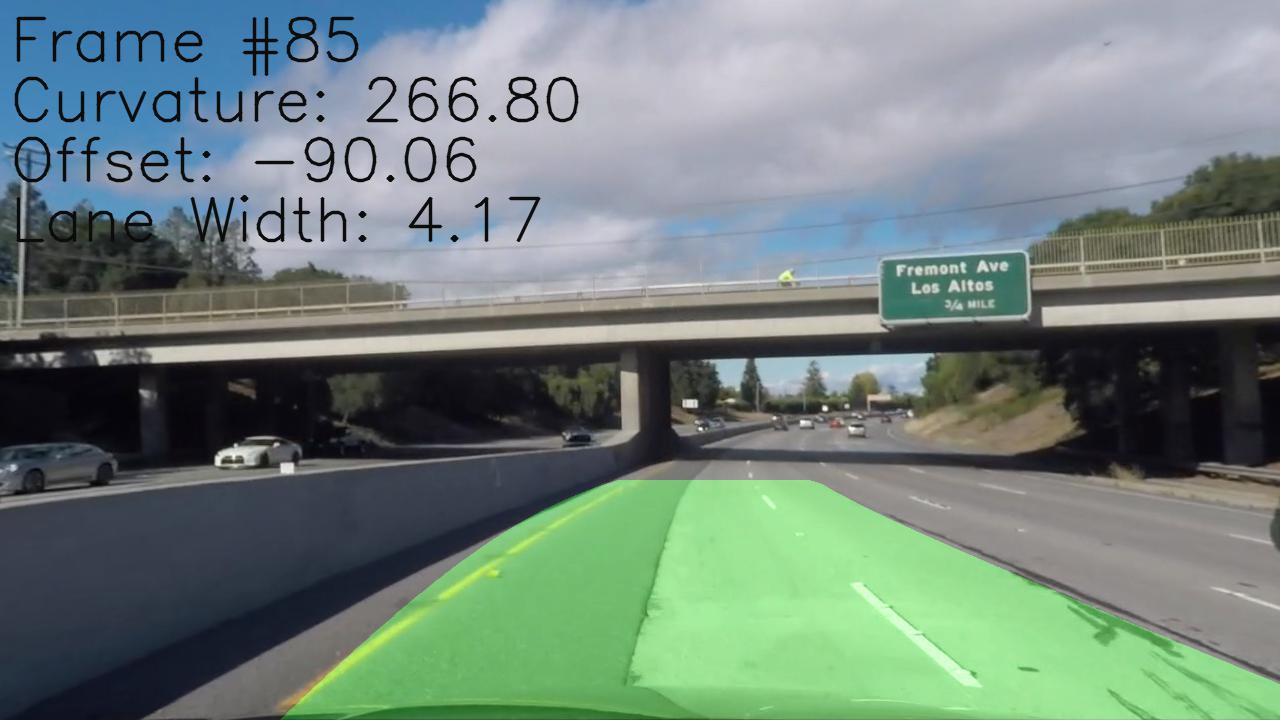 Frame #85
Curvature: 266.80
Offset: -90.06
Lane Width: 4.17
Fremont Ave
Los Altos
3/4 MILE